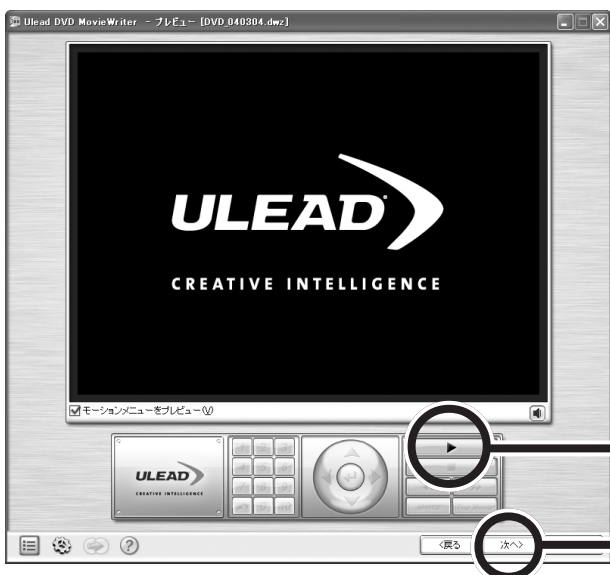 Ulead DVD MovieWriter - プレビュー [DVD_040304.dwz]
ULEAD
CREATIVE INTELLIGENCE
モーションメニューをプレビュー(V)
ULEAD
CREATIVE INTELLIGENCE
<戻る
次へ>